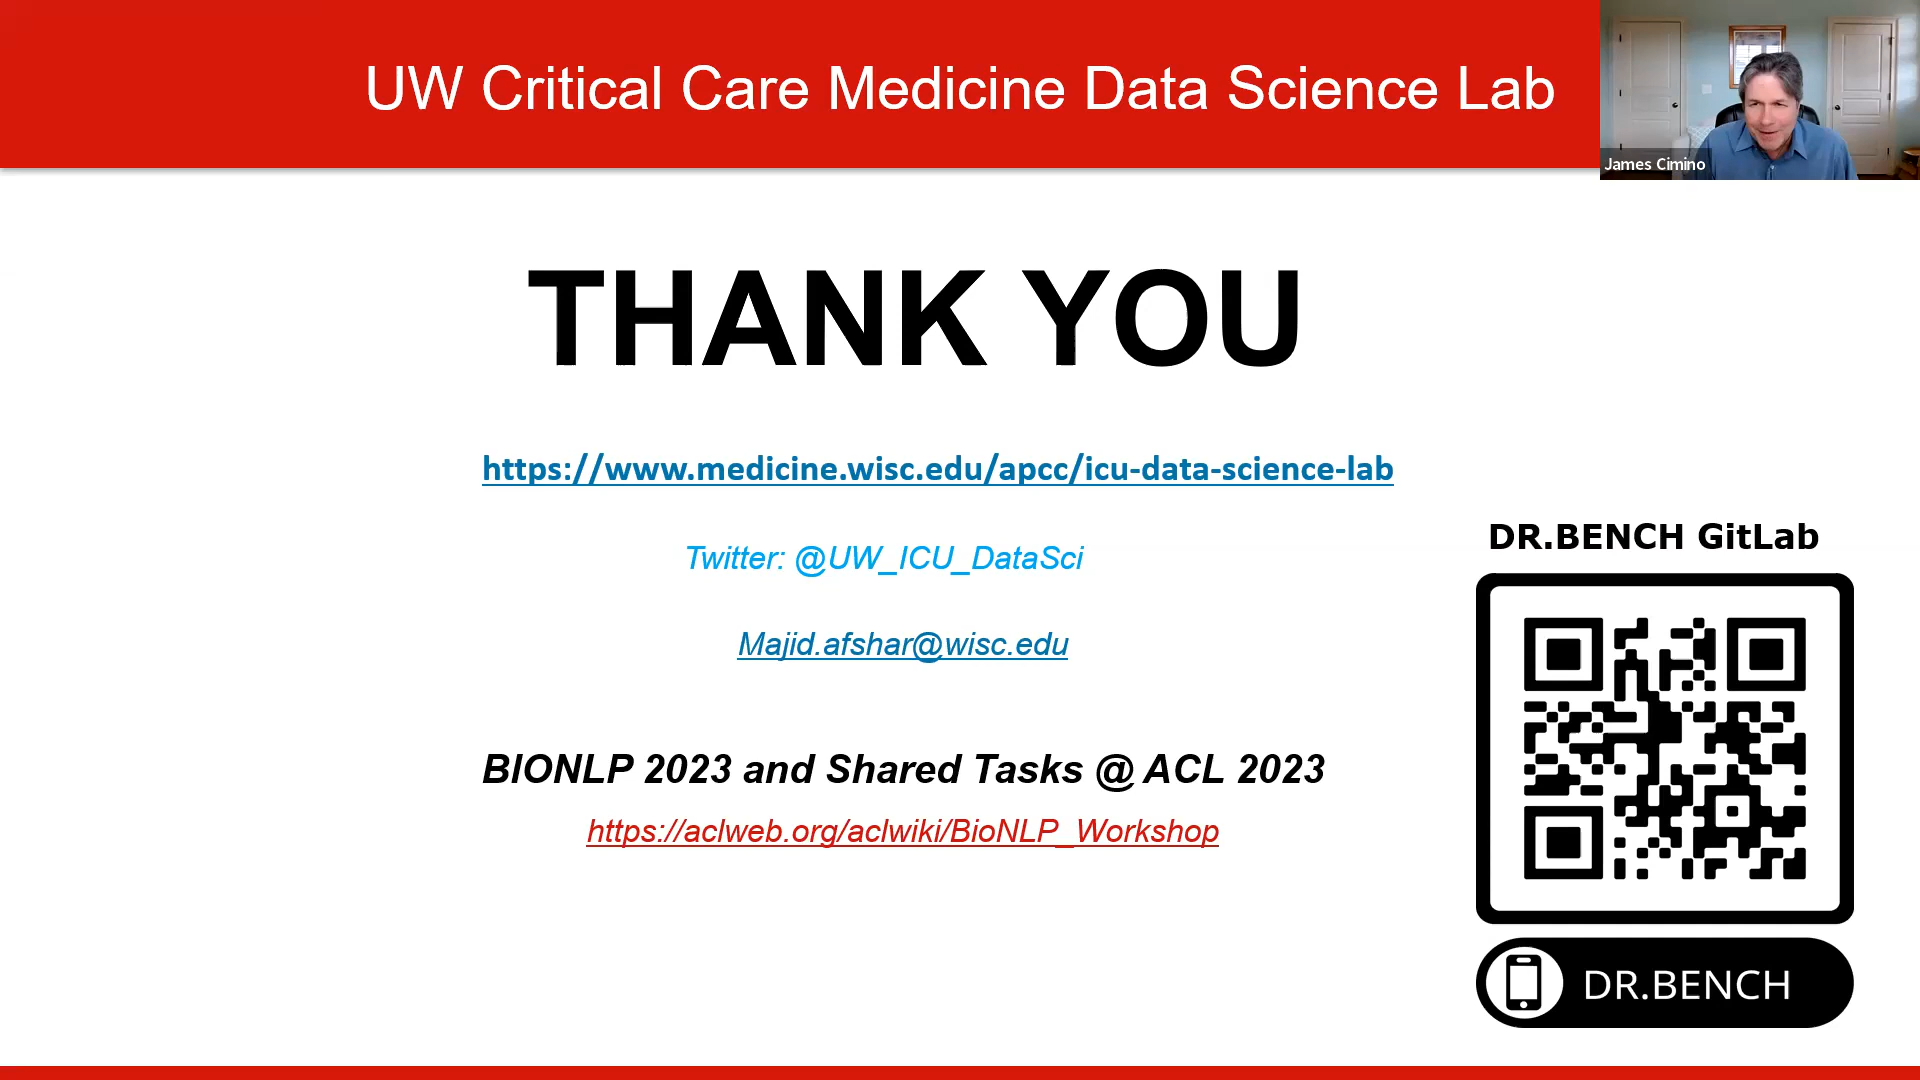 UW Critical Care Medicine Data Science Lab
James Cimino
THANK YOU
https://www.medicine.wisc.edu/apcc/icu-data-science-lab
Twitter: @UW_ICU_DataSci
Majid.afshar@wisc.edu
BIONLP 2023 and Shared Tasks @ ACL 2023
https://aclweb.org/aclwiki/BioNLP_Workshop
DR.BENCH GitLab
DR.BENCH